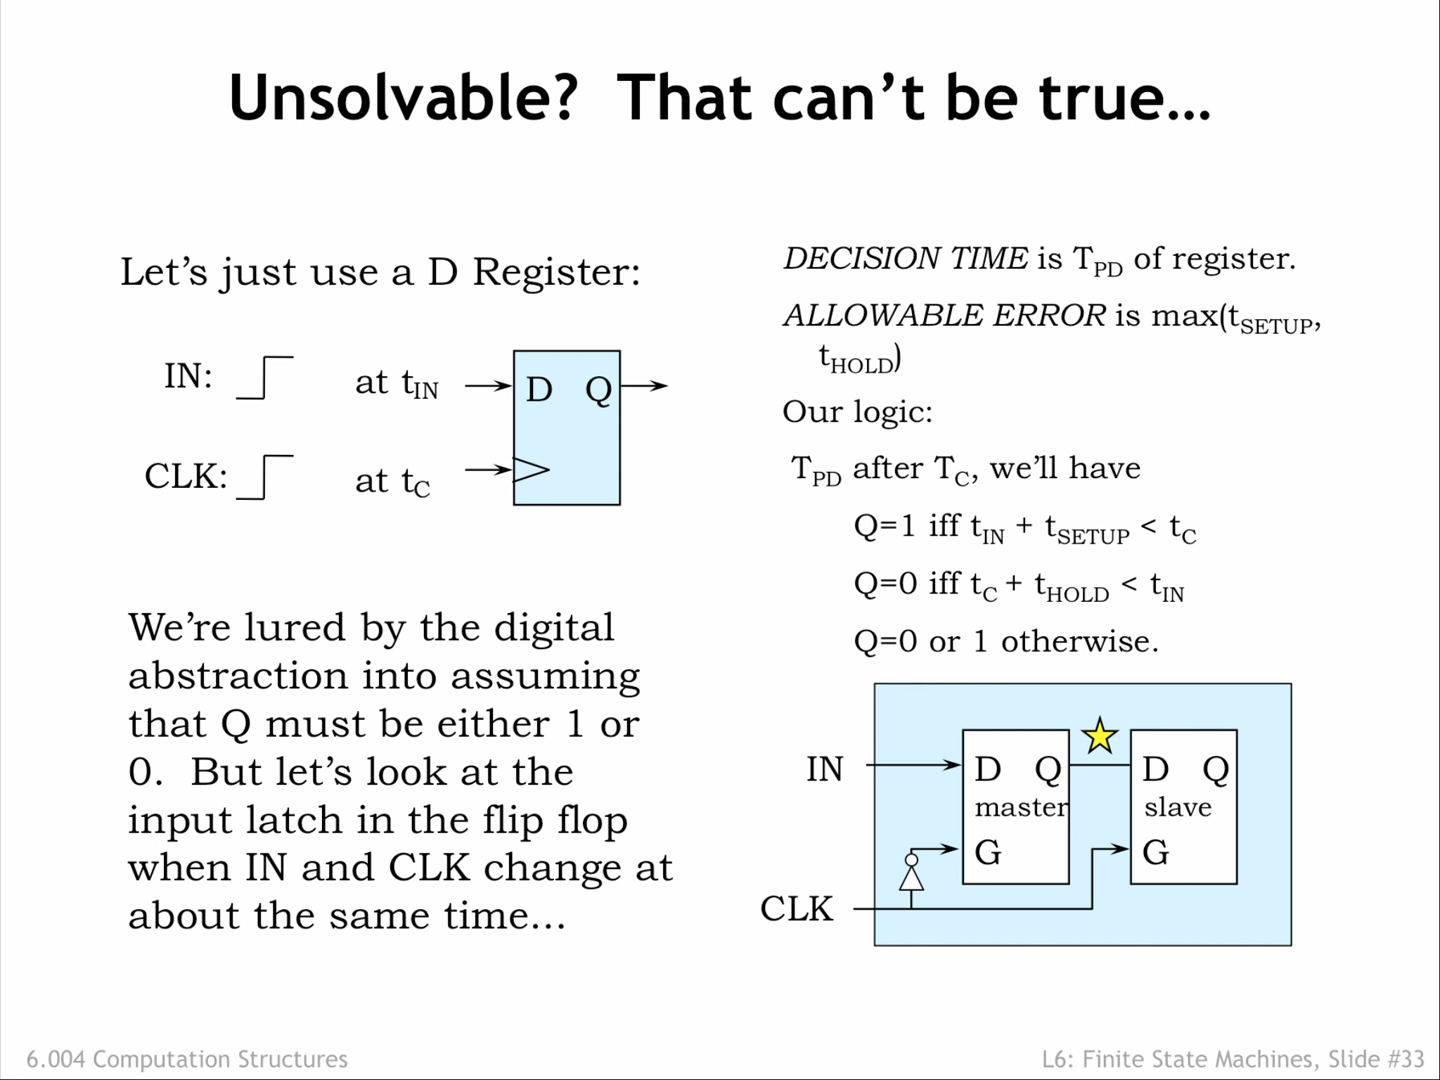 Unsolvable? That can’t be true…
Let’s just use a D Register:
IN:
at tIN
D Q
CLK:
at tC
We’re lured by the digital
abstraction into assuming
that Q must be either 1 or
0. But let’s look at the
input latch in the flip flop
when IN and CLK change at
about the same time…
DECISION TIME is TPD of register.
ALLOWABLE ERROR is max(tSETUP,
tHOLD)
Our logic:
TPD after TC, we’ll have
Q=1 iff tIN + tSETUP < tC
Q=0 iff tC + tHOLD < tIN
Q=0 or 1 otherwise.
IN
D Q
master
G
D Q
slave
G
CLK
6.004 Computation Structures
L6: Finite State Machines, Slide #33